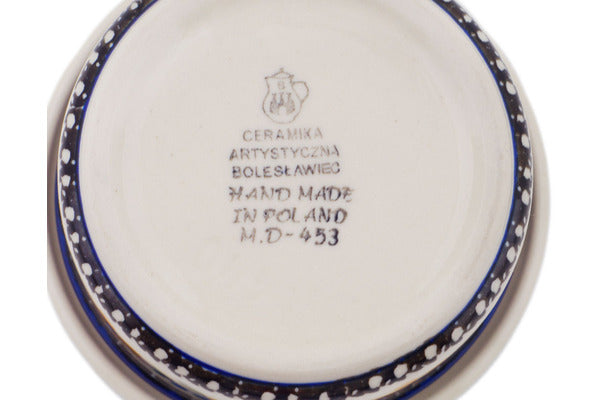 B
CERAMIKA
ARTYSTYCZNA
BOLESŁAWIEC
HAND MADE
IN POLAND
M.D-453